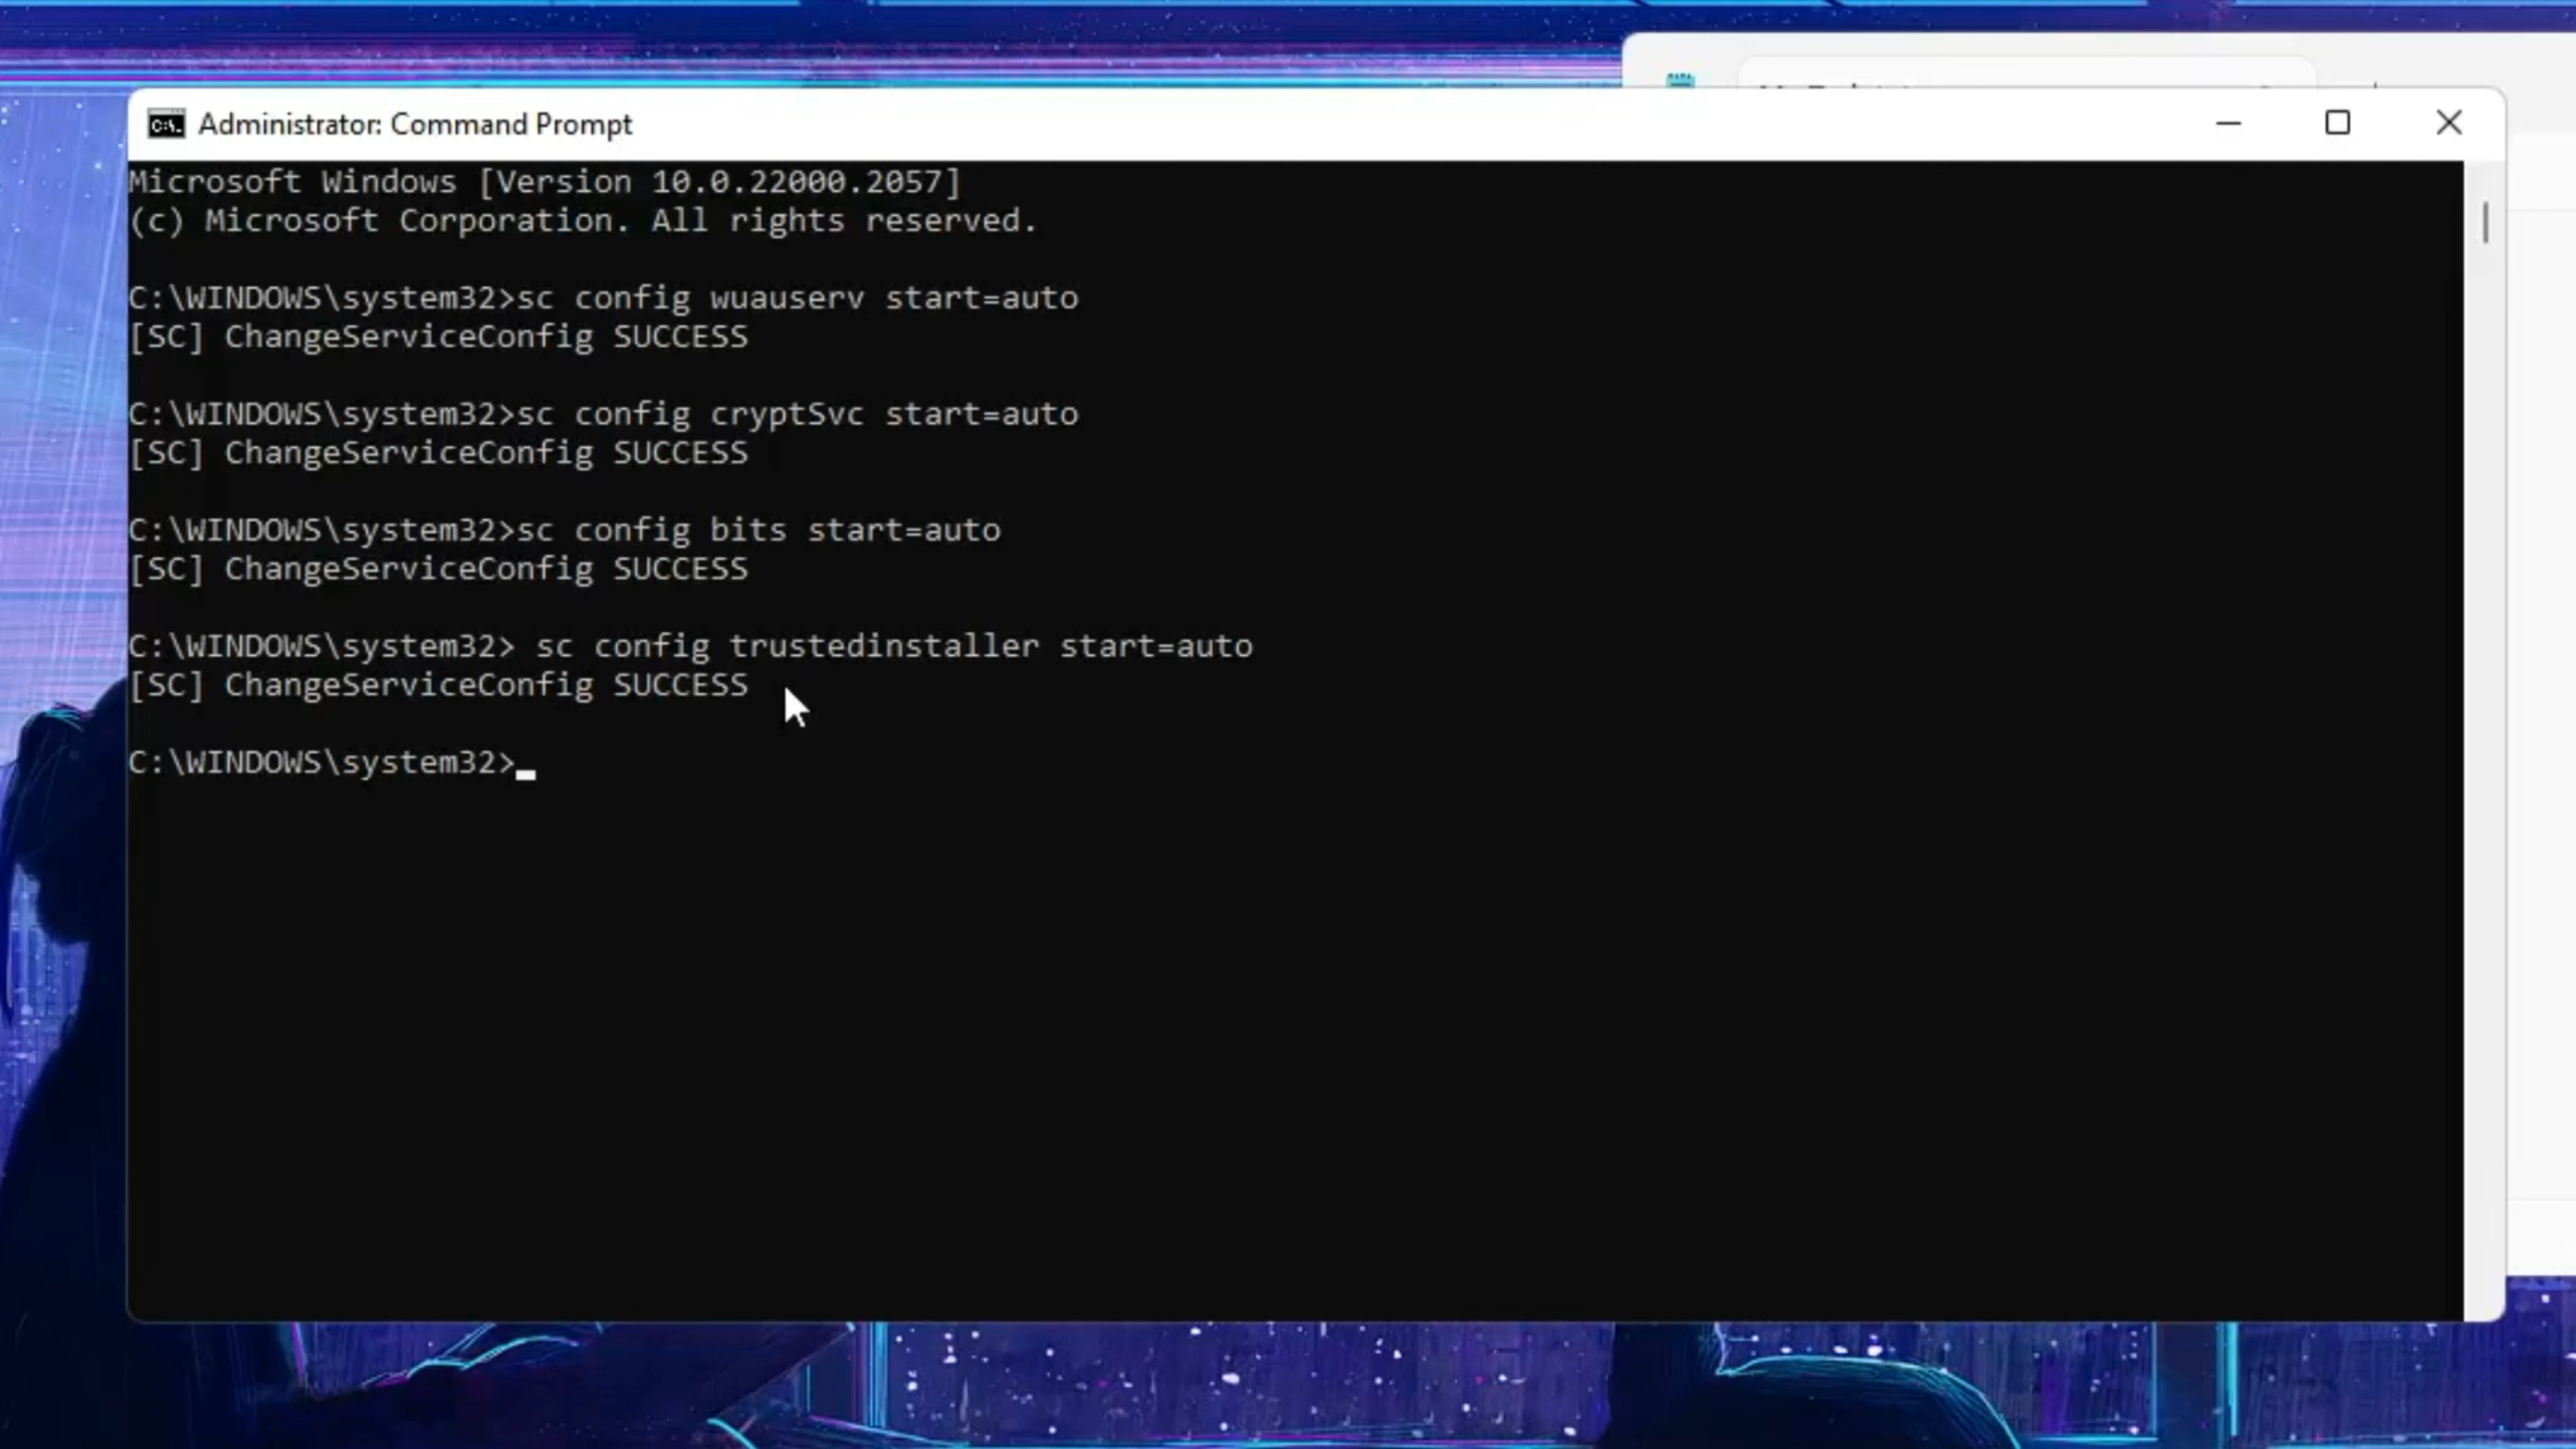 Administrator: Command Prompt
Microsoft Windows [Version 10.0.22000.2057]
(c) Microsoft Corporation. All rights reserved.
C:\WINDOWS\system32>sc config wuauserv start=auto
[SC] ChangeServiceConfig SUCCESS
C:\WINDOWS\system32>sc config cryptSvc start=auto
[SC] ChangeServiceConfig SUCCESS
C:\WINDOWS\system32>sc config bits start=auto
[SC] ChangeServiceConfig SUCCESS
C:\WINDOWS\system32> sc config trustedinstaller start=auto
[SC] ChangeServiceConfig SUCCESS
C:\WINDOWS\system32>